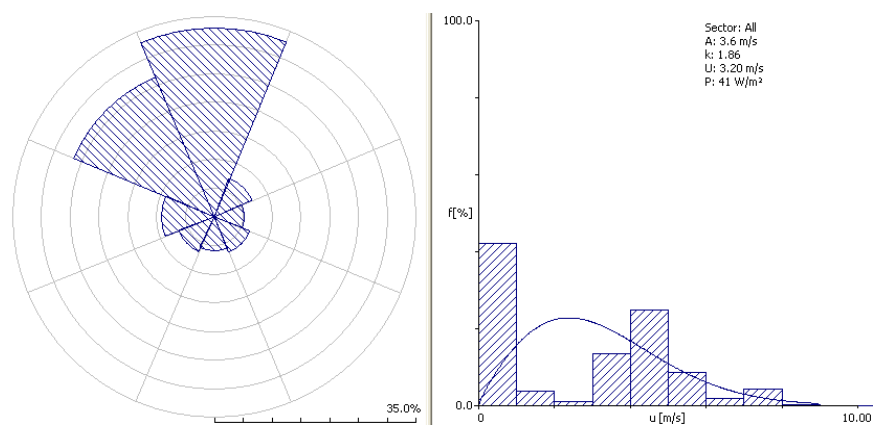 35.0%
100.0
Sector: All
A: 3.6 m/s
k: 1.86
U: 3.20 m/s
P: 41 W/m²
f[%]
0.0
0
u [m/s]
10.00